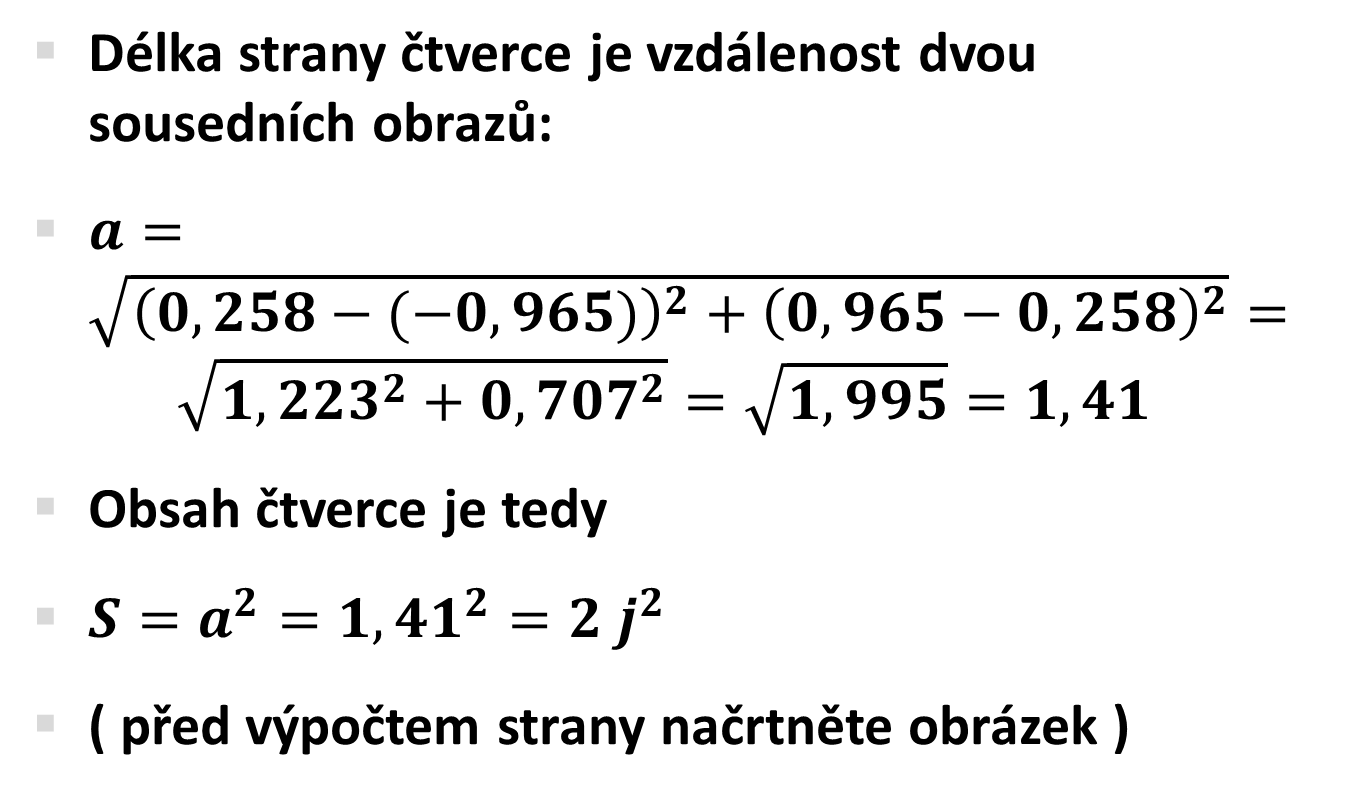 Délka strany čtverce je vzdálenost dvou
sousedních obrazů:
a =
√((0,258 − (−0,965))² + (0,965 − 0,258)²) =
√(1,223² + 0,707²) = √1,995 = 1,41
Obsah čtverce je tedy
S = a² = 1,41² = 2 j²
( před výpočtem strany načrtněte obrázek )